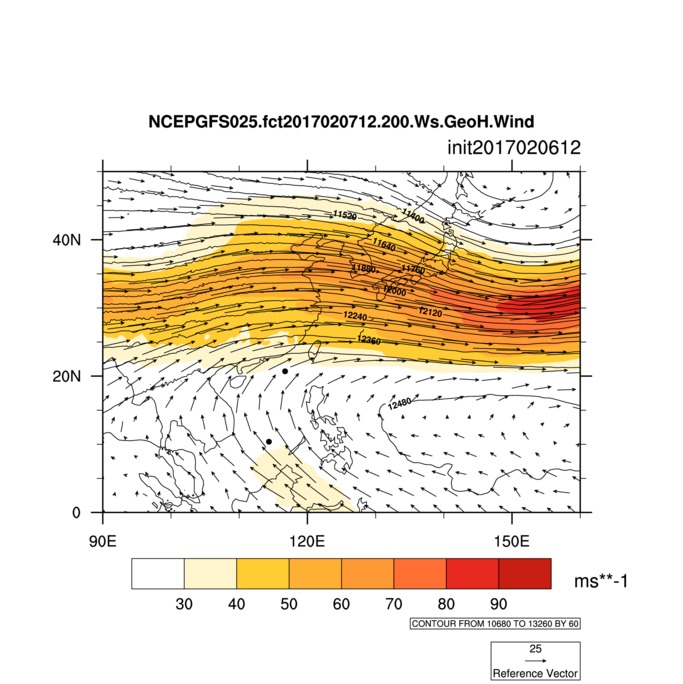 NCEPGFS025.fct2017020712.200.Ws.GeoH.Wind
init2017020612
11520
11400
40N
11640
11880
11760
12000
12240
12120
12360
20N
12480
0
90E 120E 150E
30 40 50 60 70 80 90
ms**-1
CONTOUR FROM 10680 TO 13260 BY 60
25
Reference Vector